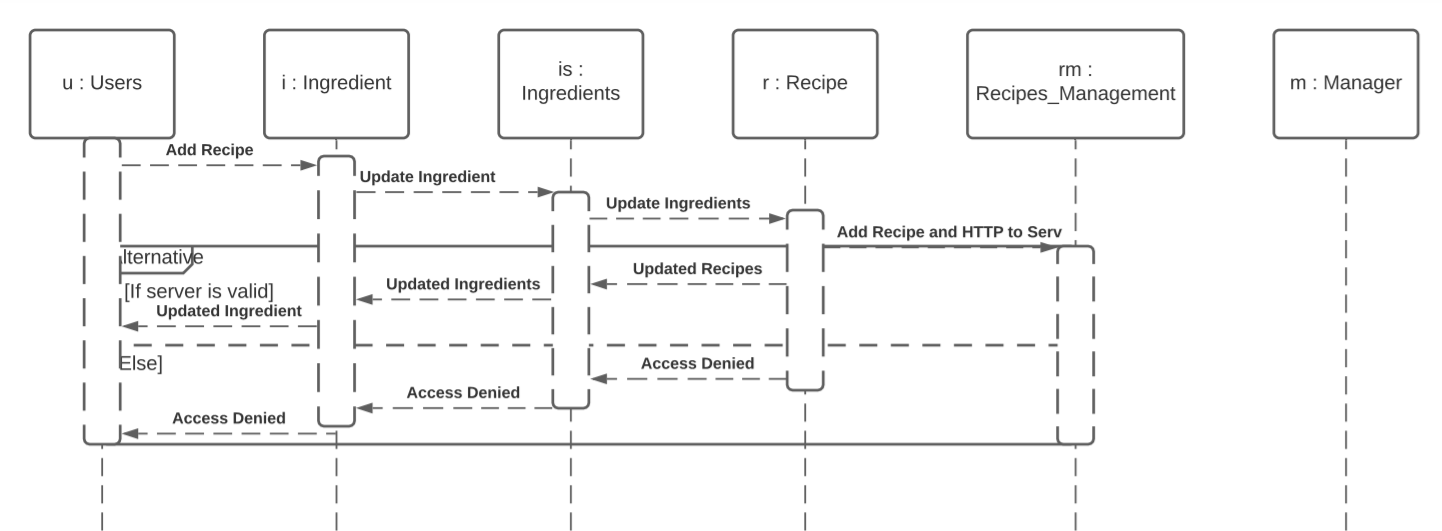 u : Users
i : Ingredient
is :
Ingredients
r : Recipe
rm :
Recipes_Management
m : Manager
Add Recipe
Update Ingredient
Update Ingredients
Add Recipe and HTTP to Serv
lternative
[If server is valid]
Updated Recipes
Updated Ingredients
Updated Ingredient
Else]
Access Denied
Access Denied
Access Denied